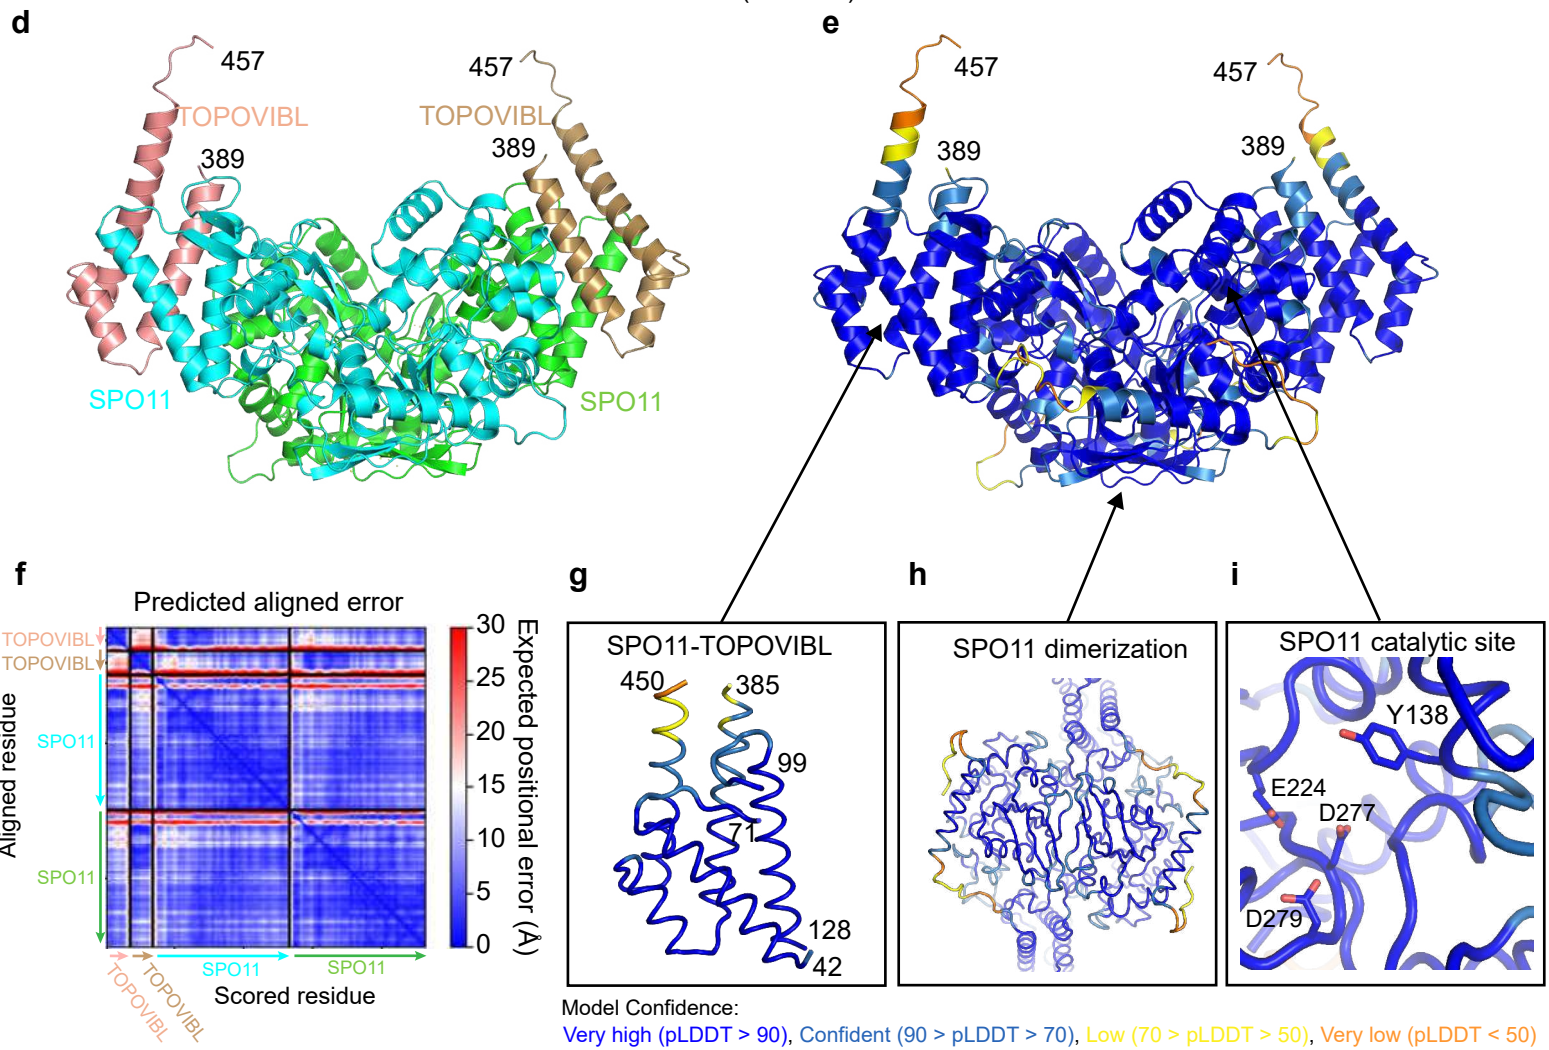 d
e
457
457
TOPOVIBL
TOPOVIBL
389
389
SPO11
SPO11
457
457
389
389
f
g
h
i
Predicted aligned error
TOPOVIBL
TOPOVIBL
SPO11
SPO11
Aligned residue
30
25
20
15
10
5
0
Expected positional error (Å)
TOPOVIBL
TOPOVIBL
SPO11
SPO11
Scored residue
SPO11-TOPOVIBL
450
385
99
71
128
42
SPO11 dimerization
SPO11 catalytic site
Y138
E224
D277
D279
Model Confidence:
Very high (pLDDT > 90), Confident (90 > pLDDT > 70), Low (70 > pLDDT > 50), Very low (pLDDT < 50)